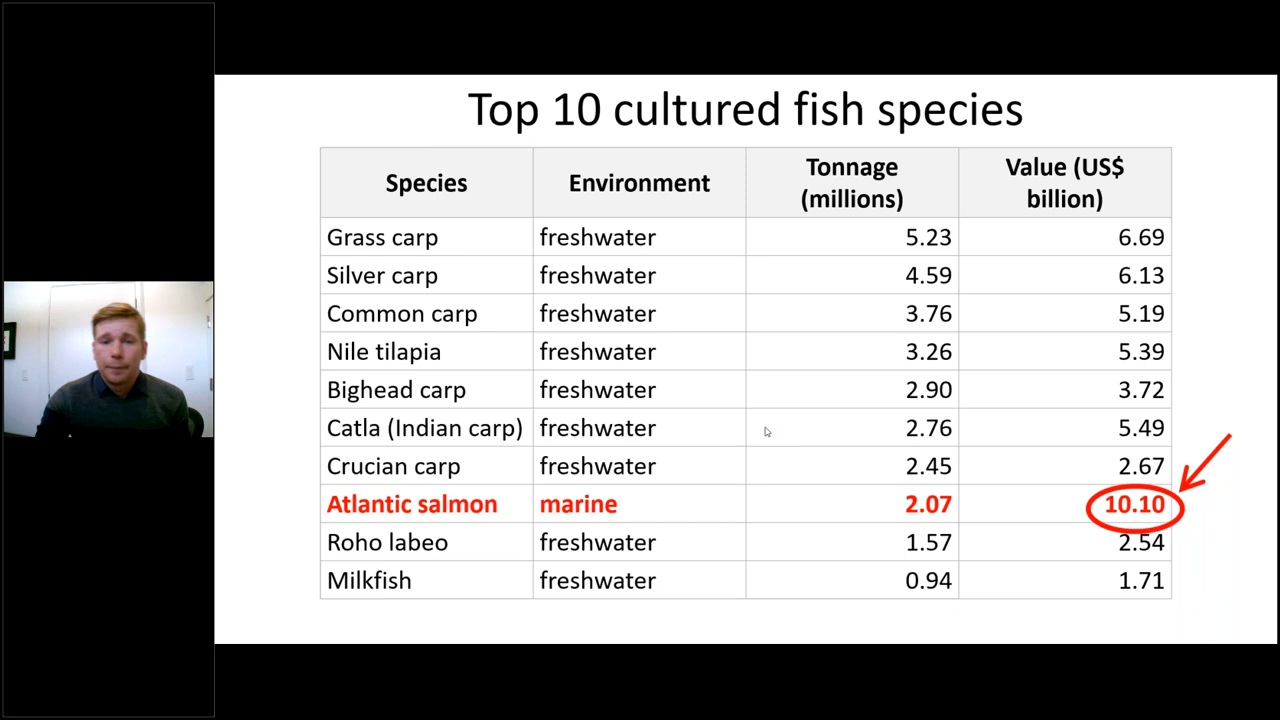 Top 10 cultured fish species
Species Environment Tonnage (millions) Value (US$ billion)
Grass carp freshwater 5.23 6.69
Silver carp freshwater 4.59 6.13
Common carp freshwater 3.76 5.19
Nile tilapia freshwater 3.26 5.39
Bighead carp freshwater 2.90 3.72
Catla (Indian carp) freshwater 2.76 5.49
Crucian carp freshwater 2.45 2.67
Atlantic salmon marine 2.07 10.10
Roho labeo freshwater 1.57 2.54
Milkfish freshwater 0.94 1.71